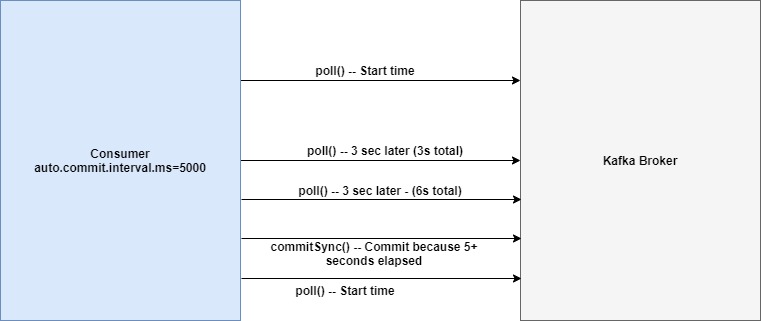 poll() -- Start time
Consumer
auto.commit.interval.ms=5000
poll() -- 3 sec later (3s total)
Kafka Broker
poll() -- 3 sec later - (6s total)
commitSync() -- Commit because 5+
seconds elapsed
poll() -- Start time